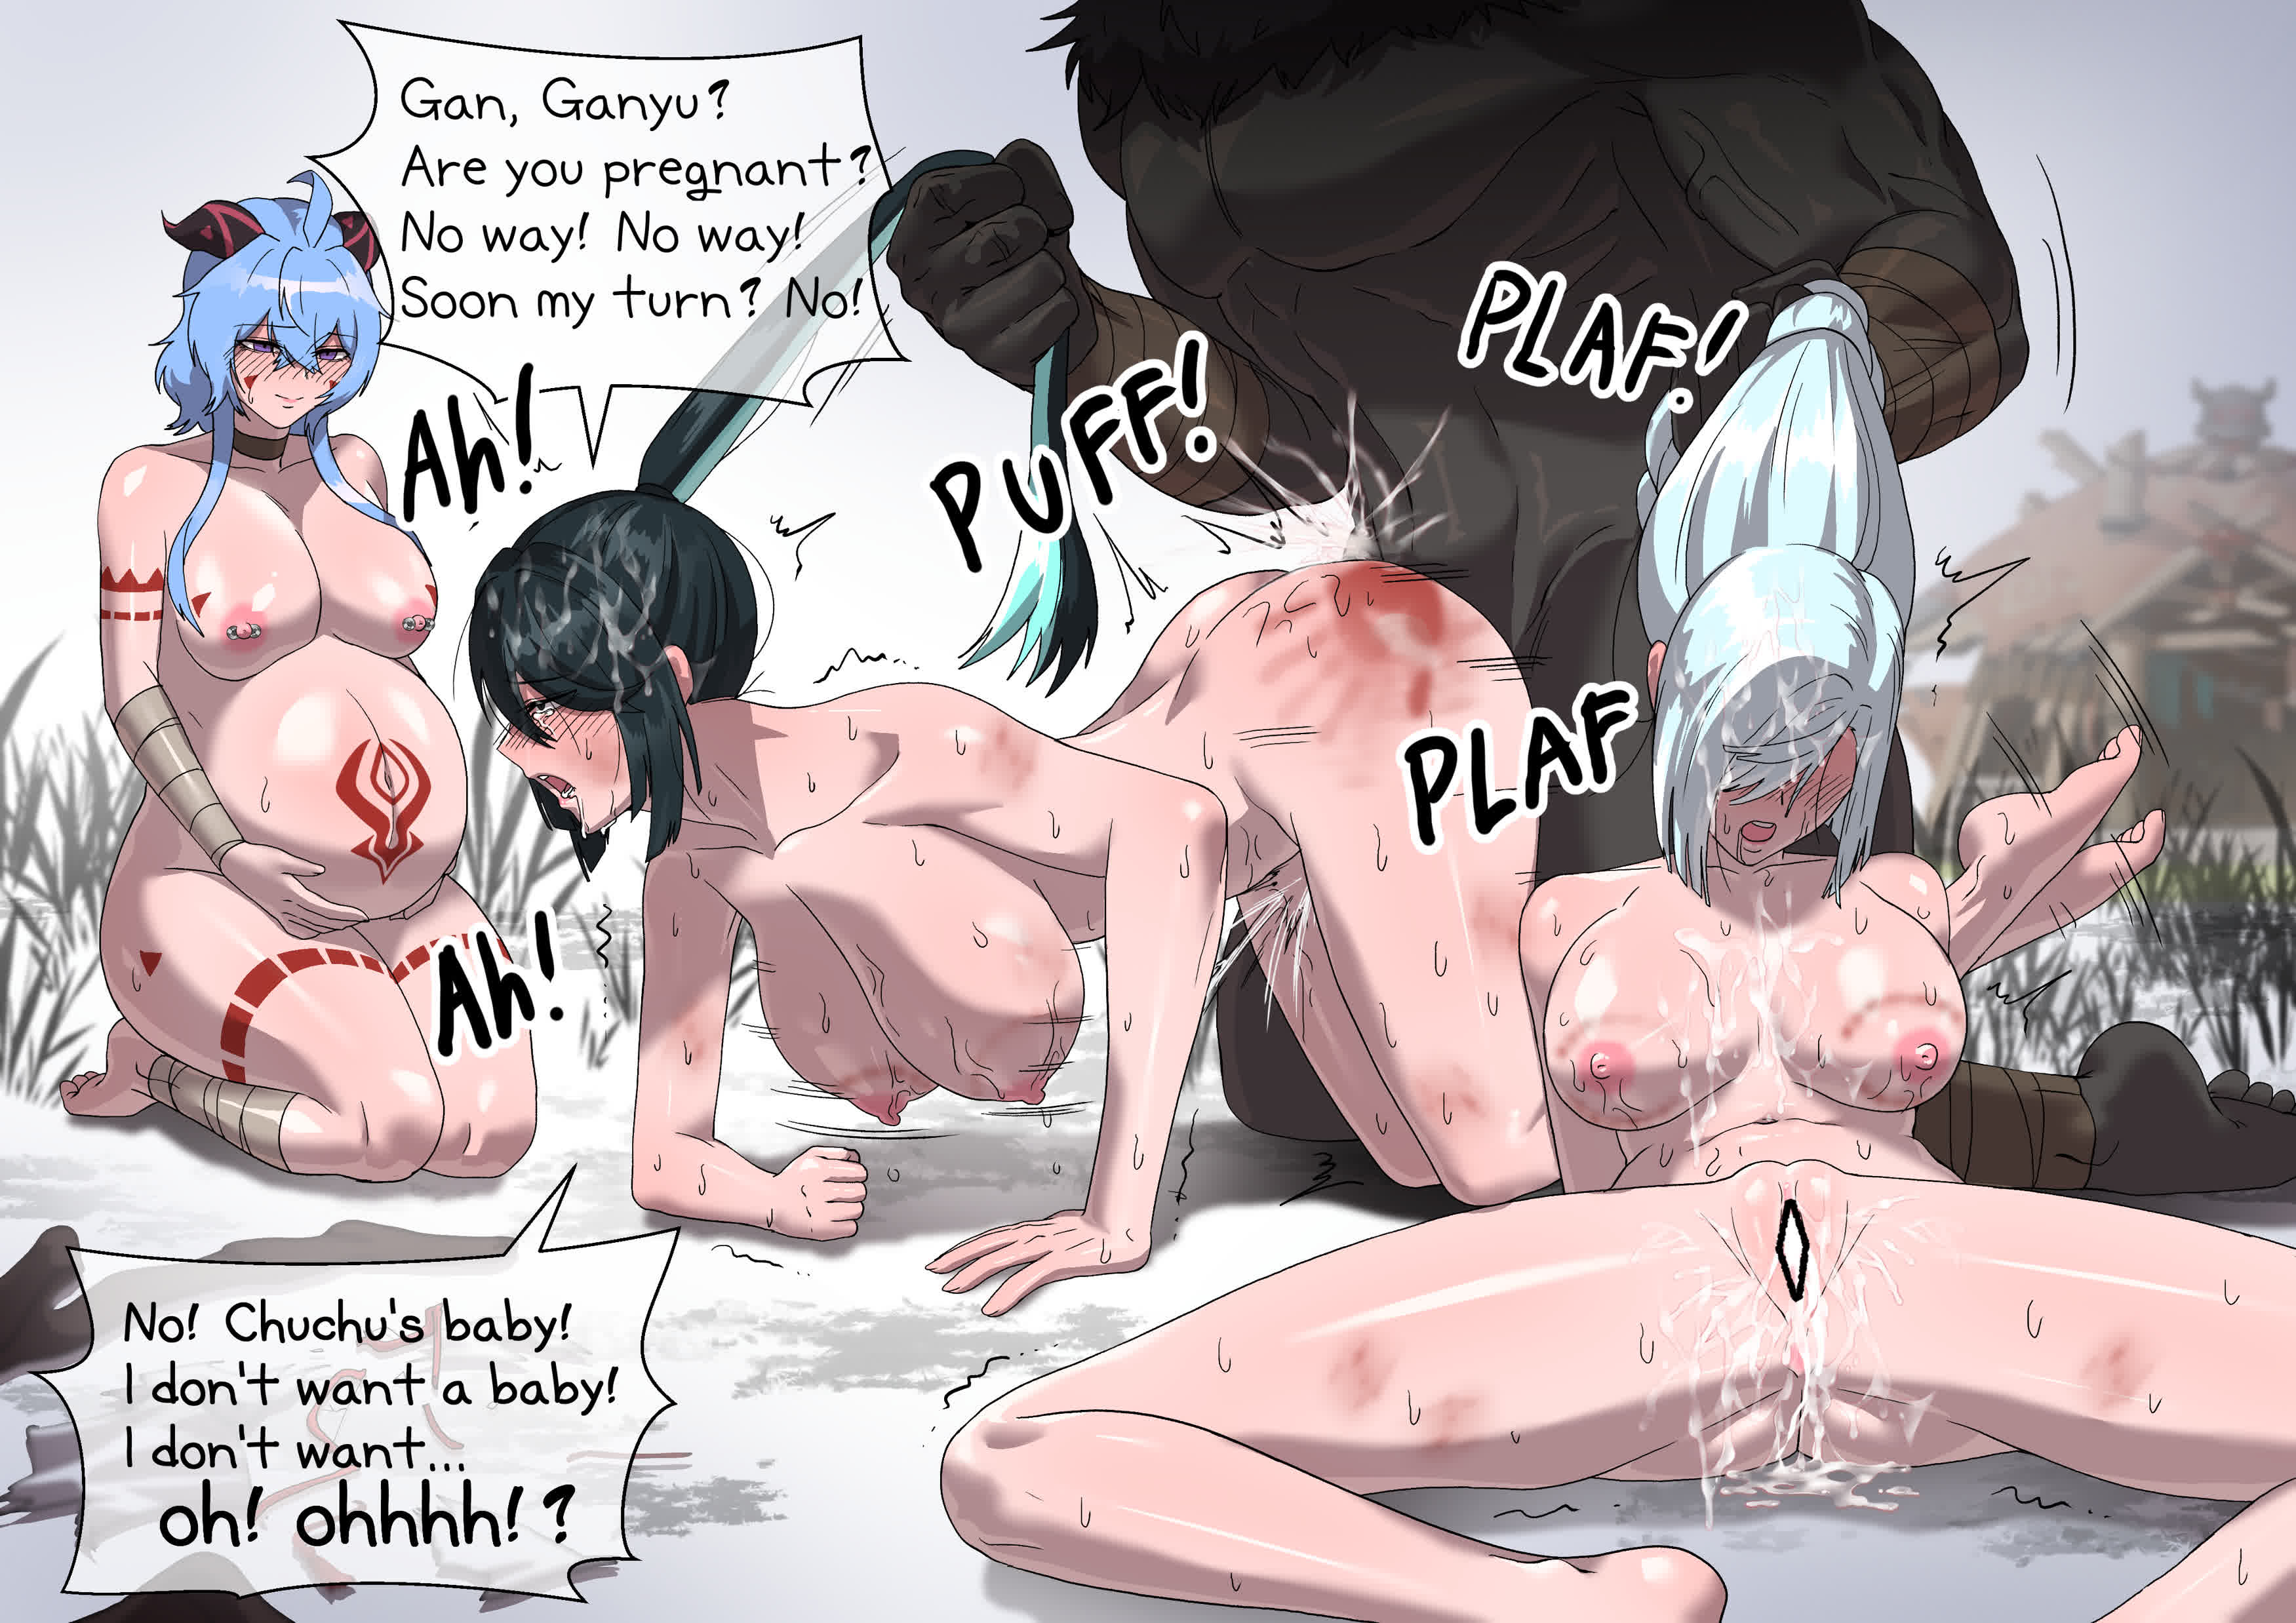 Gan, Ganyu?
Are you pregnant?
No way! No way!
Soon my turn? No!
Ah!
PUFF!
PLAF!
PLAF
Ah!
No! Chuchu's baby!
I don't want a baby!
I don't want...
oh! ohhhh!?